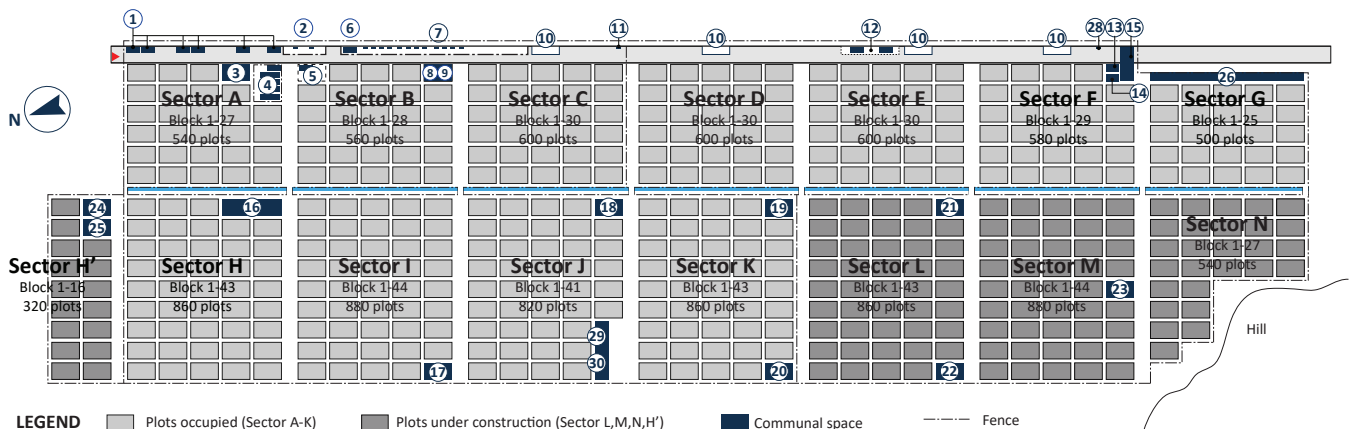 1 2 6 7 10 11 10 12 10 10 28 13 15
3 4 5 8 9 14 26
N
Sector A
Block 1-27
540 plots
Sector B
Block 1-28
560 plots
Sector C
Block 1-30
600 plots
Sector D
Block 1-30
600 plots
Sector E
Block 1-30
600 plots
Sector F
Block 1-29
580 plots
Sector G
Block 1-25
500 plots
24 16 18 19 21
25
Sector H’
Block 1-16
320 plots
Sector H
Block 1-43
860 plots
Sector I
Block 1-44
880 plots
Sector J
Block 1-41
820 plots
Sector K
Block 1-43
860 plots
Sector L
Block 1-43
860 plots
Sector M
Block 1-44
880 plots
23
Sector N
Block 1-27
540 plots
Hill
29
30
17 20 22
LEGEND Plots occupied (Sector A-K) Plots under construction (Sector L,M,N,H’) Communal space Fence